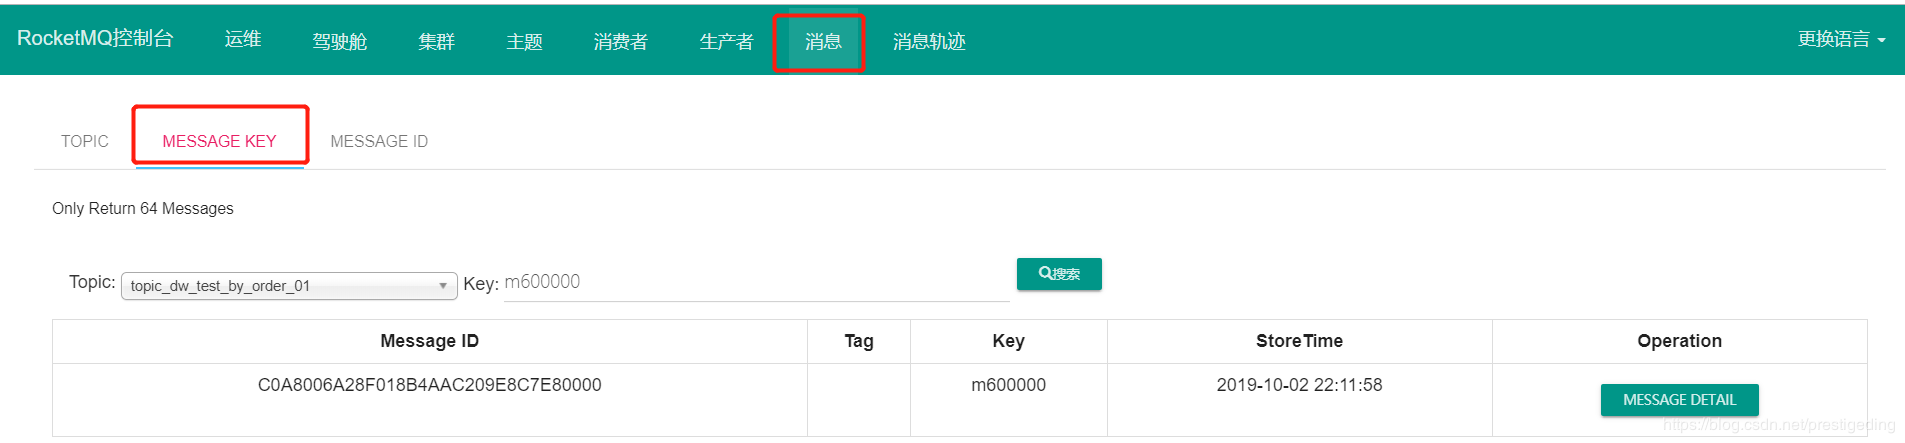 RocketMQ控制台 运维 驾驶舱 集群 主题 消费者 生产者 消息 消息轨迹 更换语言
TOPIC MESSAGE KEY MESSAGE ID
Only Return 64 Messages
Topic: topic_dw_test_by_order_01 Key: m600000 搜索
Message ID Tag Key StoreTime Operation
C0A8006A28F018B4AAC209E8C7E80000 m600000 2019-10-02 22:11:58 MESSAGE DETAIL
https://blog.csdn.net/prestigeding